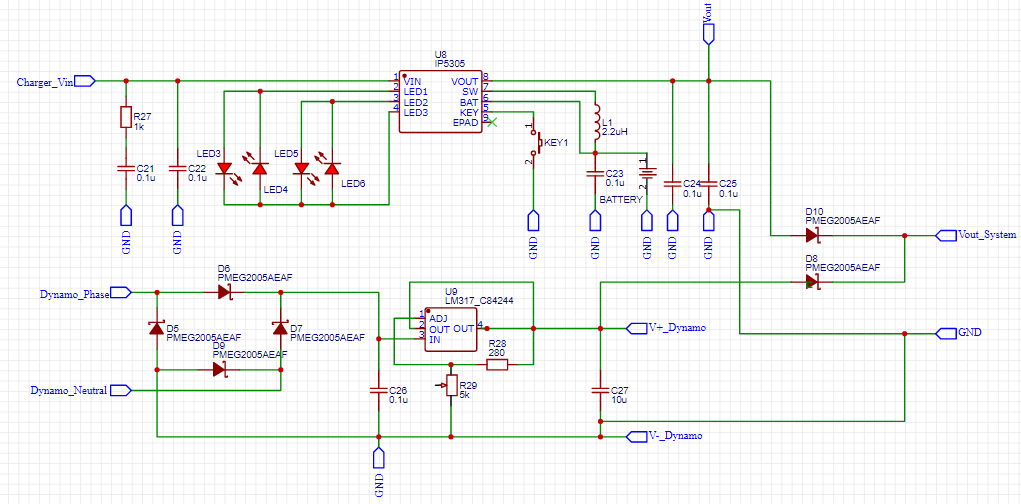 Vout
U8
IP5305
Charger_Vin
1 VIN VOUT 8
2 LED1 SW 7
3 LED2 BAT 6
4 LED3 KEY 5
EPAD 9
R27
1k
1
KEY1
2
L1
2.2uH
LED3
LED5
LED4
LED6
C21
0.1u
C22
0.1u
C23
0.1u
1
2
BATTERY
C24
0.1u
C25
0.1u
GND
GND
GND
GND
GND
GND
GND
D10
PMEG2005AEAF
Vout_System
D8
PMEG2005AEAF
D6
PMEG2005AEAF
Dynamo_Phase
U9
LM317_C84244
1 ADJ
2 OUT OUT 4
3 IN
V+_Dynamo
GND
D5
PMEG2005AEAF
D7
PMEG2005AEAF
D9
PMEG2005AEAF
R28
280
Dynamo_Neutral
C26
0.1u
R29
5k
C27
10u
V-_Dynamo
GND